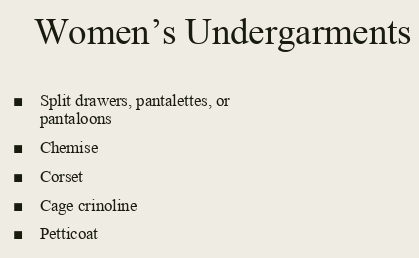 Women’s Undergarments
■ Split drawers, pantalettes, or
pantaloons
■ Chemise
■ Corset
■ Cage crinoline
■ Petticoat